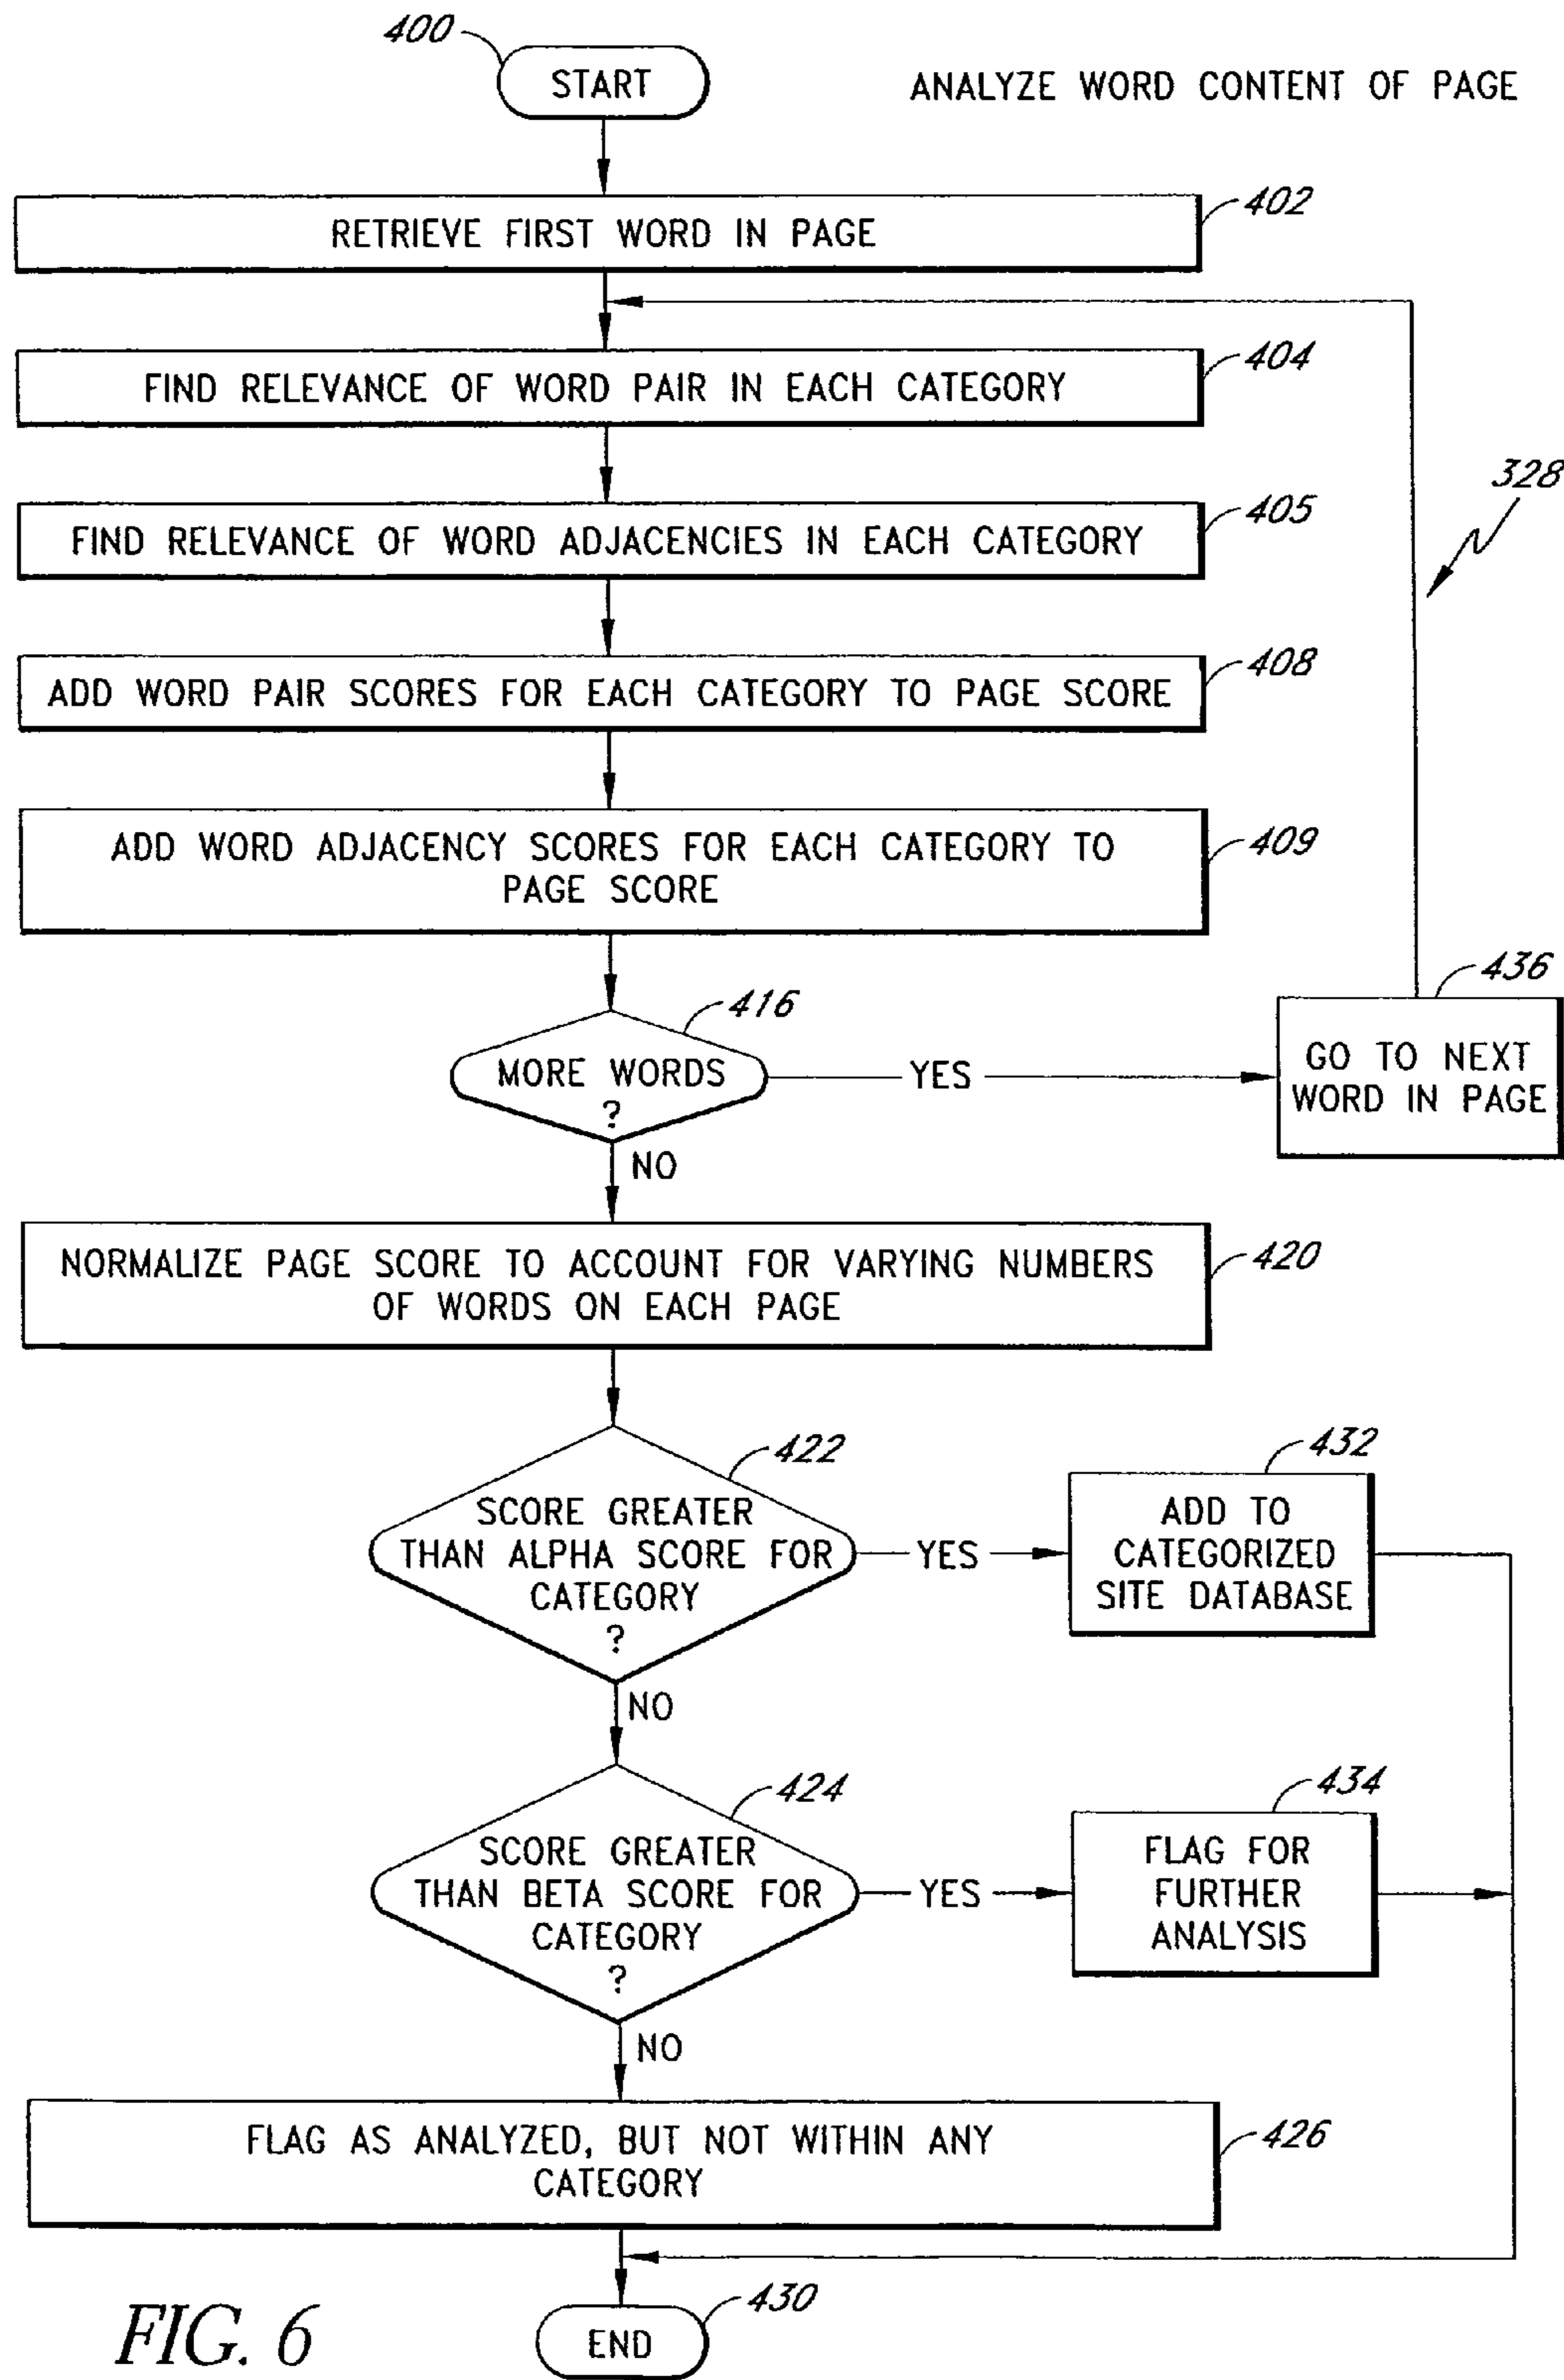 400
START
ANALYZE WORD CONTENT OF PAGE
402
RETRIEVE FIRST WORD IN PAGE
404
FIND RELEVANCE OF WORD PAIR IN EACH CATEGORY
328
405
FIND RELEVANCE OF WORD ADJACENCIES IN EACH CATEGORY
408
ADD WORD PAIR SCORES FOR EACH CATEGORY TO PAGE SCORE
409
ADD WORD ADJACENCY SCORES FOR EACH CATEGORY TO
PAGE SCORE
416
MORE WORDS
?
YES
436
GO TO NEXT
WORD IN PAGE
NO
420
NORMALIZE PAGE SCORE TO ACCOUNT FOR VARYING NUMBERS
OF WORDS ON EACH PAGE
422
SCORE GREATER
THAN ALPHA SCORE FOR
CATEGORY
?
YES
432
ADD TO
CATEGORIZED
SITE DATABASE
NO
424
SCORE GREATER
THAN BETA SCORE FOR
CATEGORY
?
YES
434
FLAG FOR
FURTHER
ANALYSIS
NO
426
FLAG AS ANALYZED, BUT NOT WITHIN ANY
CATEGORY
430
END
FIG. 6